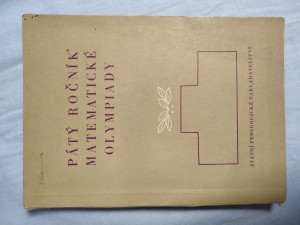 PÁTÝ ROČNÍK
MATEMATICKÉ
OLYMPIADY
STÁTNÍ PEDAGOGICKÉ NAKLADATELSTVÍ